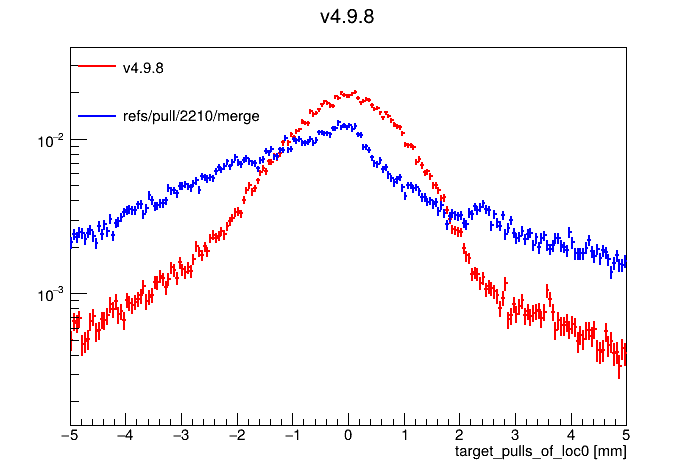 v4.9.8
v4.9.8
refs/pull/2210/merge
10⁻²
10⁻³
−5 −4 −3 −2 −1 0 1 2 3 4 5
target_pulls_of_loc0 [mm]